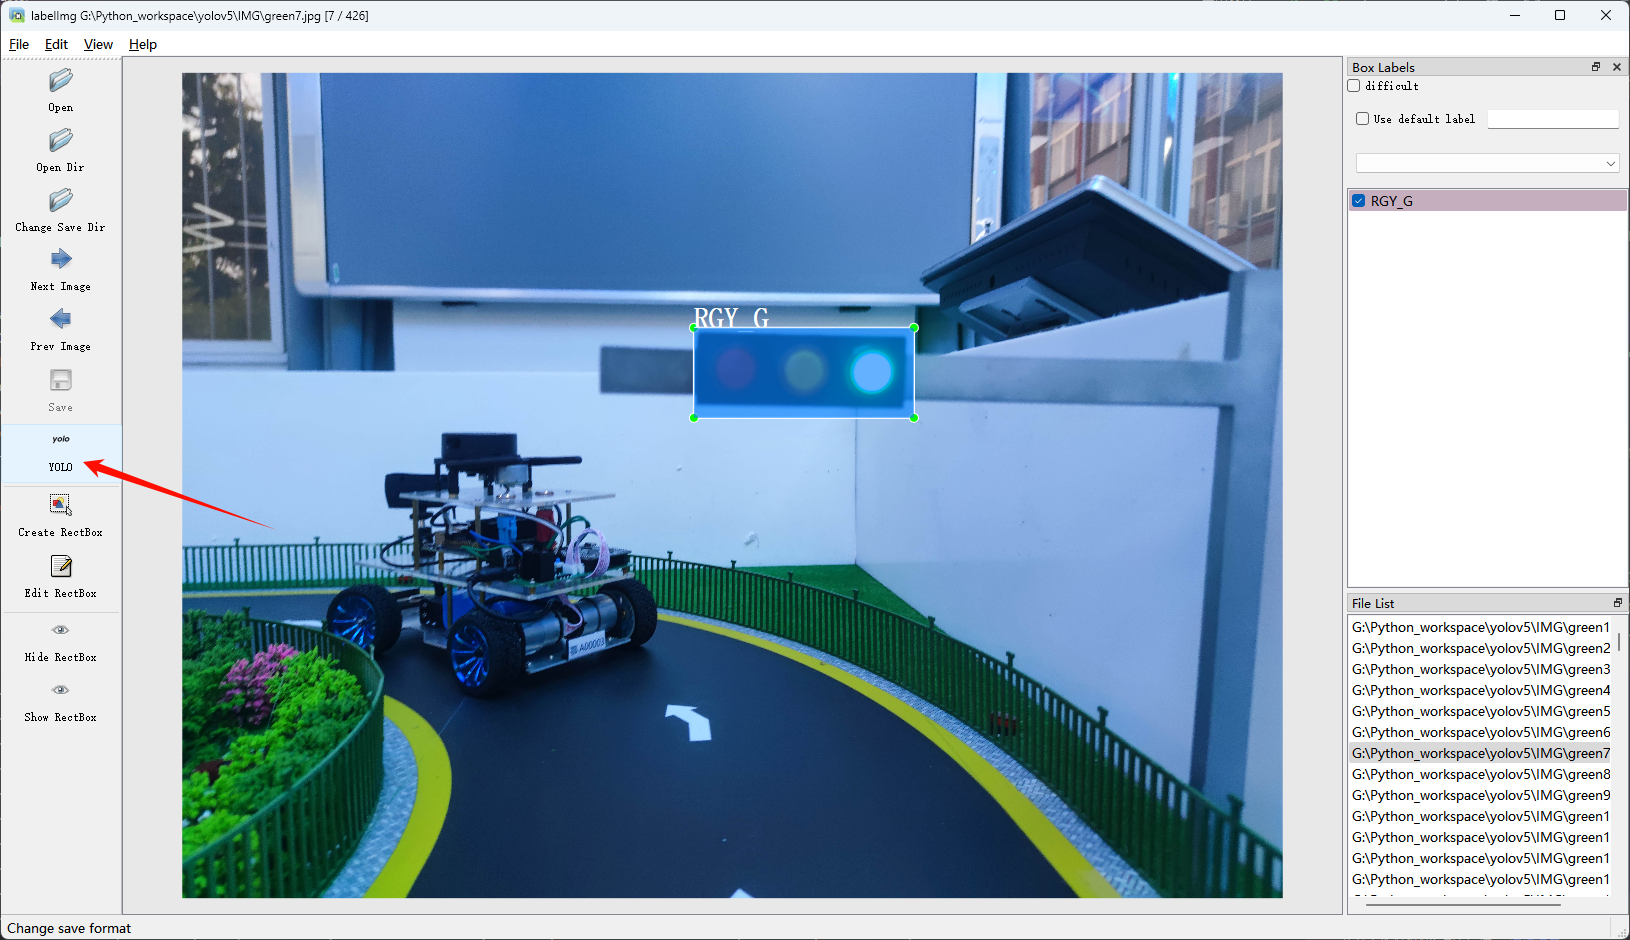 labelImg G:\Python_workspace\yolov5\IMG\green7.jpg [7 / 426]
File Edit View Help
Open
Open Dir
Change Save Dir
Next Image
Prev Image
Save
yolo
YOLO
Create RectBox
Edit RectBox
Hide RectBox
Show RectBox
RGY_G
A00003
Box Labels
difficult
Use default label
RGY_G
File List
G:\Python_workspace\yolov5\IMG\green1
G:\Python_workspace\yolov5\IMG\green2
G:\Python_workspace\yolov5\IMG\green3
G:\Python_workspace\yolov5\IMG\green4
G:\Python_workspace\yolov5\IMG\green5
G:\Python_workspace\yolov5\IMG\green6
G:\Python_workspace\yolov5\IMG\green7
G:\Python_workspace\yolov5\IMG\green8
G:\Python_workspace\yolov5\IMG\green9
G:\Python_workspace\yolov5\IMG\green1
G:\Python_workspace\yolov5\IMG\green1
G:\Python_workspace\yolov5\IMG\green1
G:\Python_workspace\yolov5\IMG\green1
Change save format